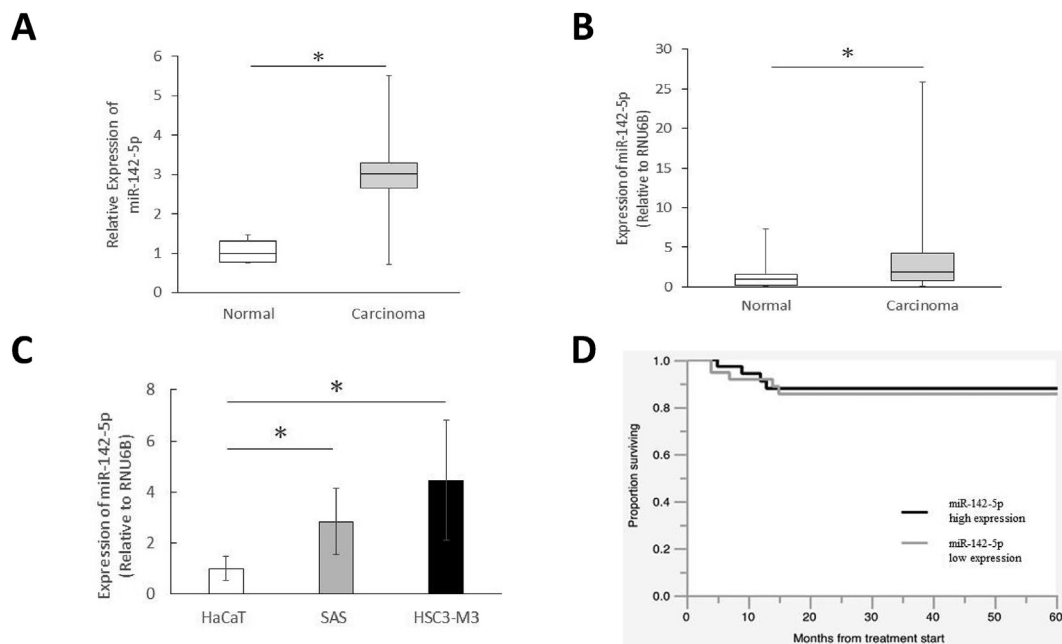 A
Relative Expression of
miR-142-5p
6
5
4
3
2
1
0
*
Normal
Carcinoma
B
Expression of miR-142-5p
(Relative to RNU6B)
30
25
20
15
10
5
0
*
Normal
Carcinoma
C
Expression of miR-142-5p
(Relative to RNU6B)
8
6
4
2
0
*
*
HaCaT
SAS
HSC3-M3
D
Proportion surviving
1.0
0.8
0.6
0.4
0.2
0.0
miR-142-5p
high expression
miR-142-5p
low expression
0
10
20
30
40
50
60
Months from treatment start